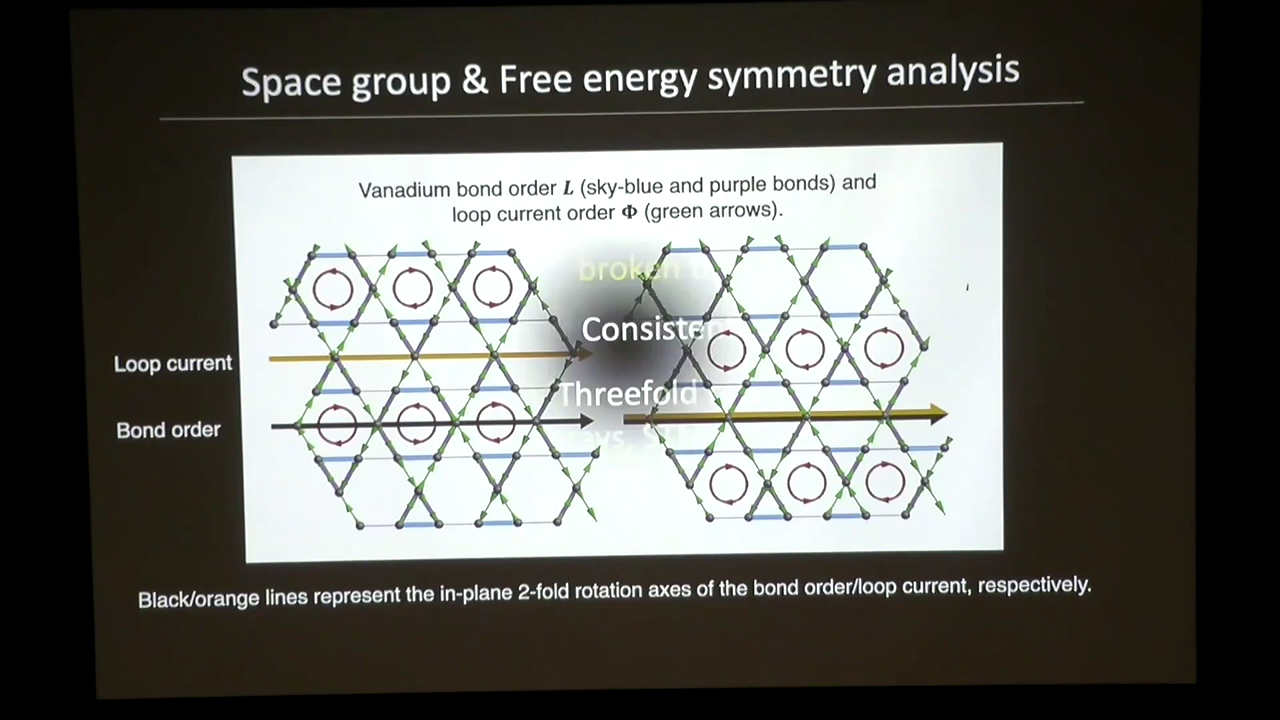 Space group & Free energy symmetry analysis
Vanadium bond order L (sky-blue and purple bonds) and
loop current order Φ (green arrows).
broken
Consisten
Loop current
Threefold
Bond order
Black/orange lines represent the in-plane 2-fold rotation axes of the bond order/loop current, respectively.